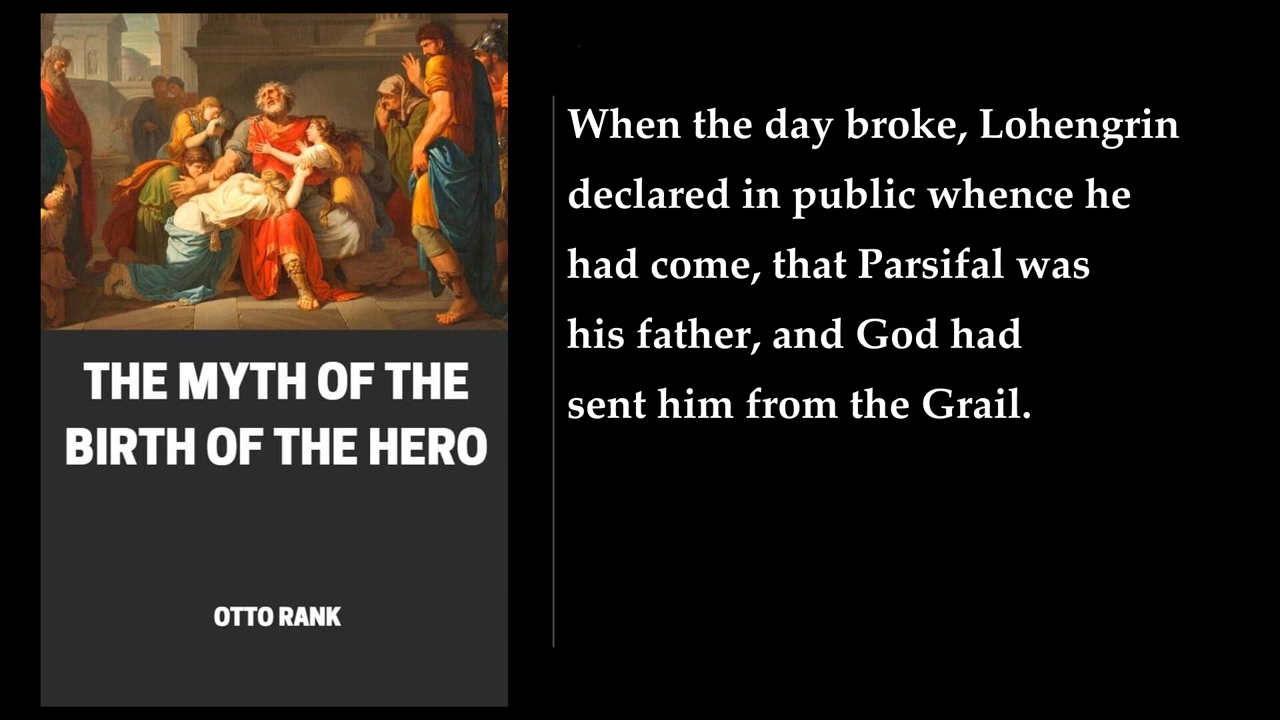 THE MYTH OF THE
BIRTH OF THE HERO
OTTO RANK
When the day broke, Lohengrin
declared in public whence he
had come, that Parsifal was
his father, and God had
sent him from the Grail.